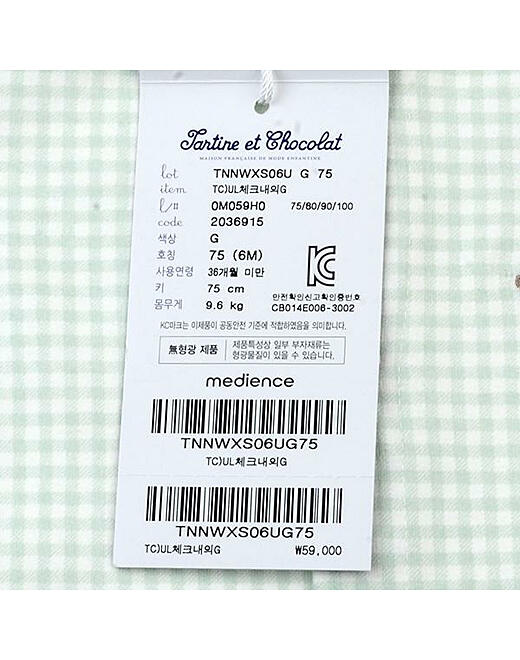 Tartine et Chocolat
MAISON FRANÇAISE DE MODE ENFANTINE
lot TNNWXS06U G 75
item TC)UL체크내의G
l/# 0M059H0 75/80/90/100
code 2036915
색상 G
호칭 75 (6M)
사용연령 36개월 미만
키 75 cm
몸무게 9.6 kg
안전확인신고확인증번호
CB014E006-3002
KC마크는 이제품이 공통안전 기준에 적합하였음을 의미합니다.
無형광 제품 제품특성상 일부 부자재류는
형광물질이 있을 수 있습니다.
medience
TNNWXS06UG75
TC)UL체크내의G
TNNWXS06UG75
TC)UL체크내의G ₩59,000